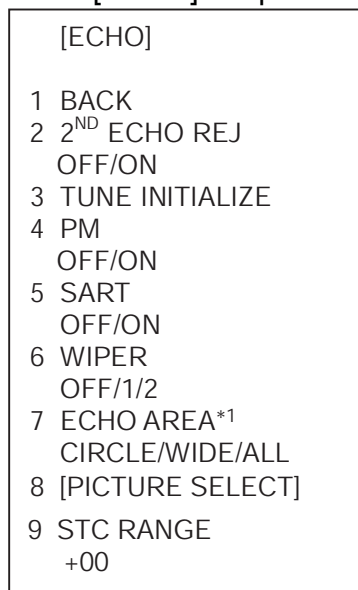 [ECHO]
1 BACK
2 2ND ECHO REJ
OFF/ON
3 TUNE INITIALIZE
4 PM
OFF/ON
5 SART
OFF/ON
6 WIPER
OFF/1/2
7 ECHO AREA*1
CIRCLE/WIDE/ALL
8 [PICTURE SELECT]
9 STC RANGE
+00